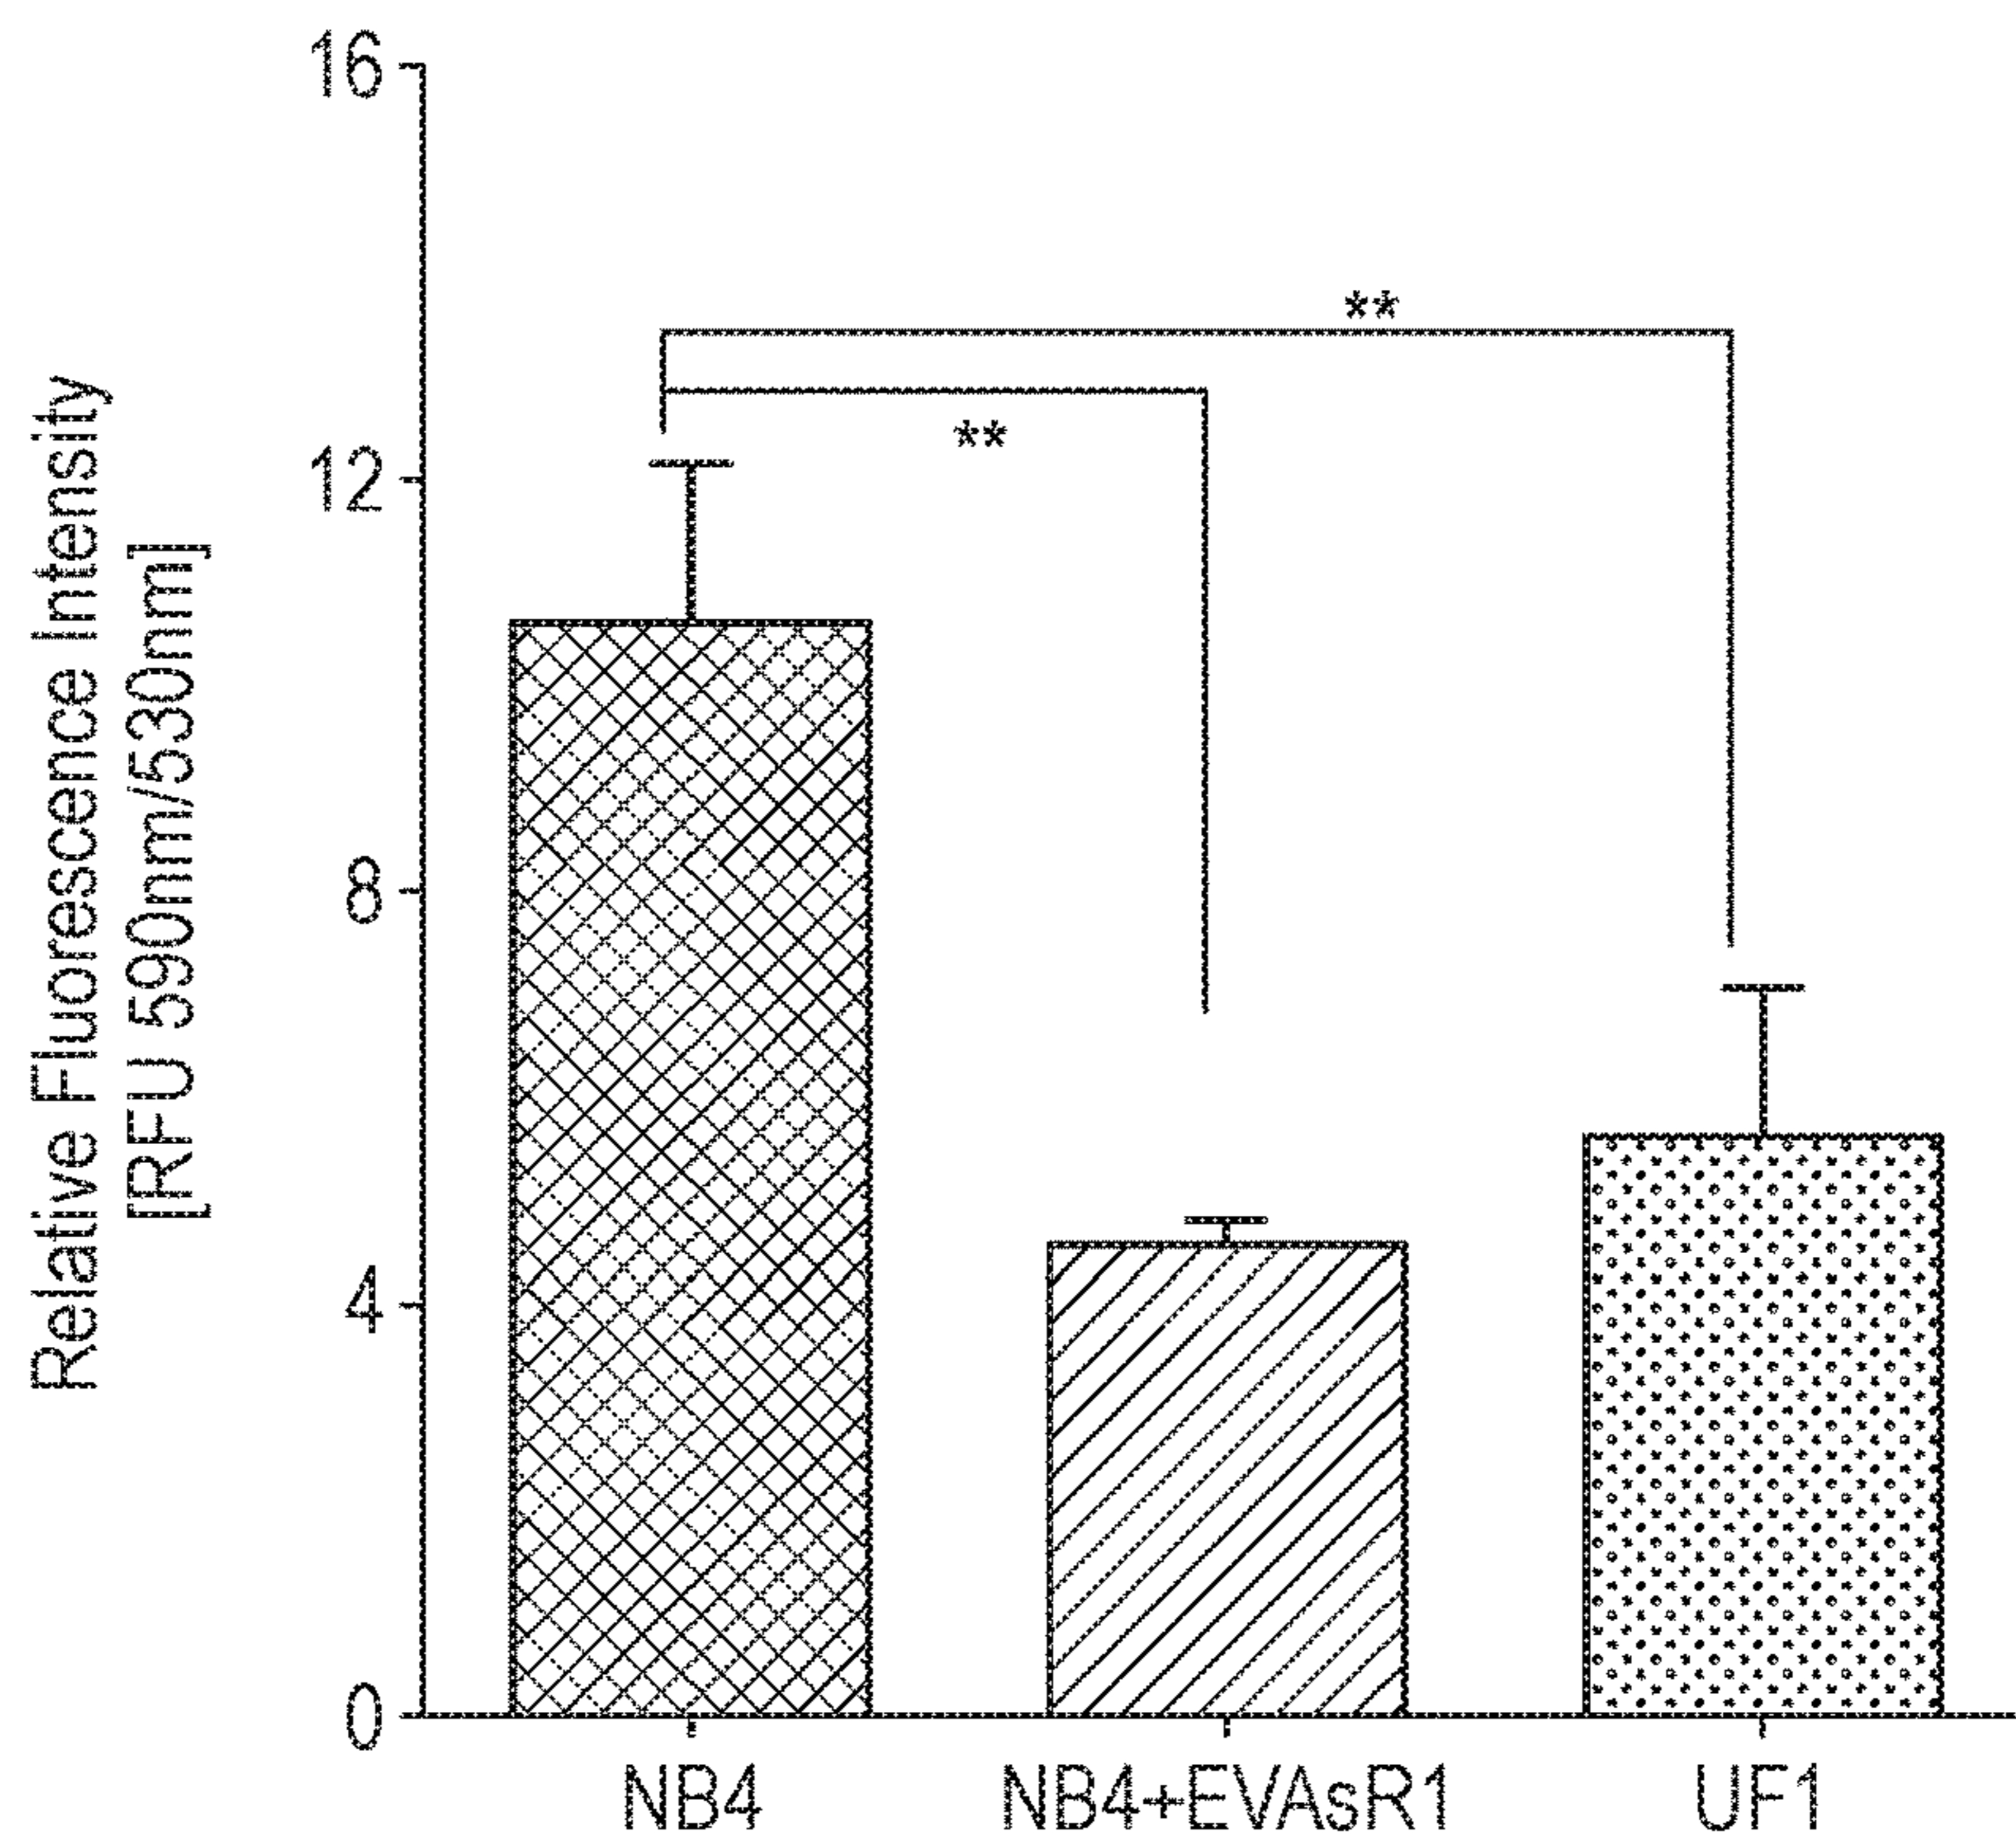 Relative Fluorescence Intensity
[RFU 590nm/530nm]
16
12
8
4
0
**
**
NB4
NB4+EVAsR1
UF1